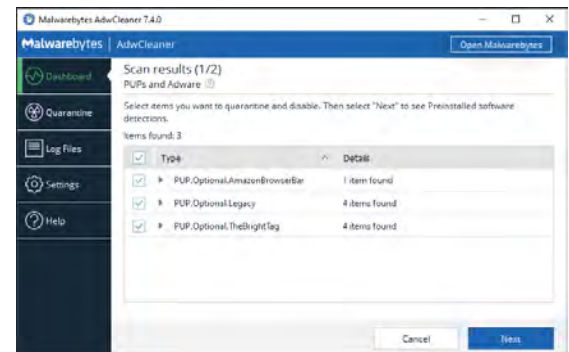 Malwarebytes AdwCleaner 7.4.0
Malwarebytes | AdwCleaner
Open Malwarebytes
Dashboard
Quarantine
Log Files
Settings
Help
Scan results (1/2)
PUPs and Adware
Select items you want to quarantine and disable. Then select "Next" to see Preinstalled software
detections.
Items found: 3
Type Details
PUP.Optional.AmazonBrowserBar 1 item found
PUP.Optional.Legacy 4 items found
PUP.Optional.TheBrightTag 4 items found
Cancel Next